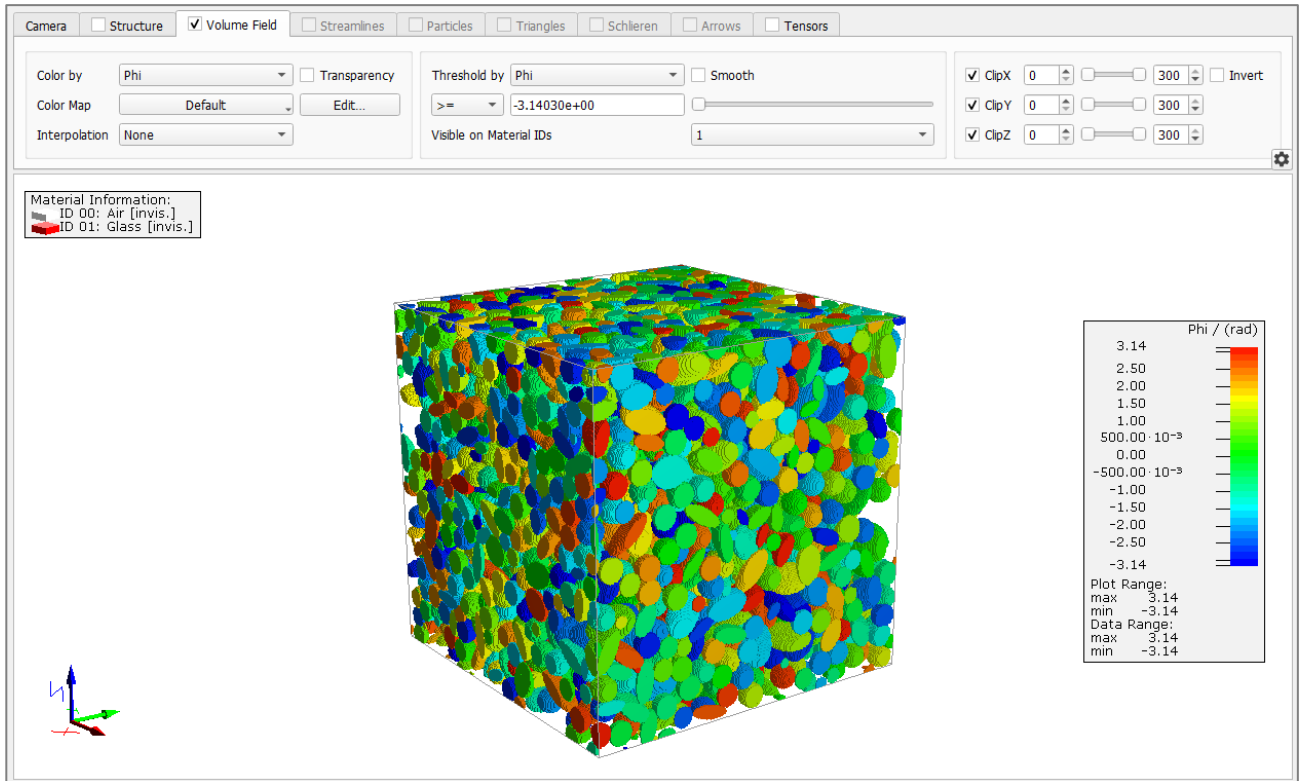 Camera Structure Volume Field Streamlines Particles Triangles Schlieren Arrows Tensors
Color by Phi Transparency
Color Map Default Edit...
Interpolation None
Threshold by Phi Smooth
>= -3.14030e+00
Visible on Material IDs 1
ClipX 0 300 Invert
ClipY 0 300
ClipZ 0 300
Material Information:
ID 00: Air [invis.]
ID 01: Glass [invis.]
Phi / (rad)
3.14
2.50
2.00
1.50
1.00
500.00·10⁻³
0.00
-500.00·10⁻³
-1.00
-1.50
-2.00
-2.50
-3.14
Plot Range:
max 3.14
min -3.14
Data Range:
max 3.14
min -3.14